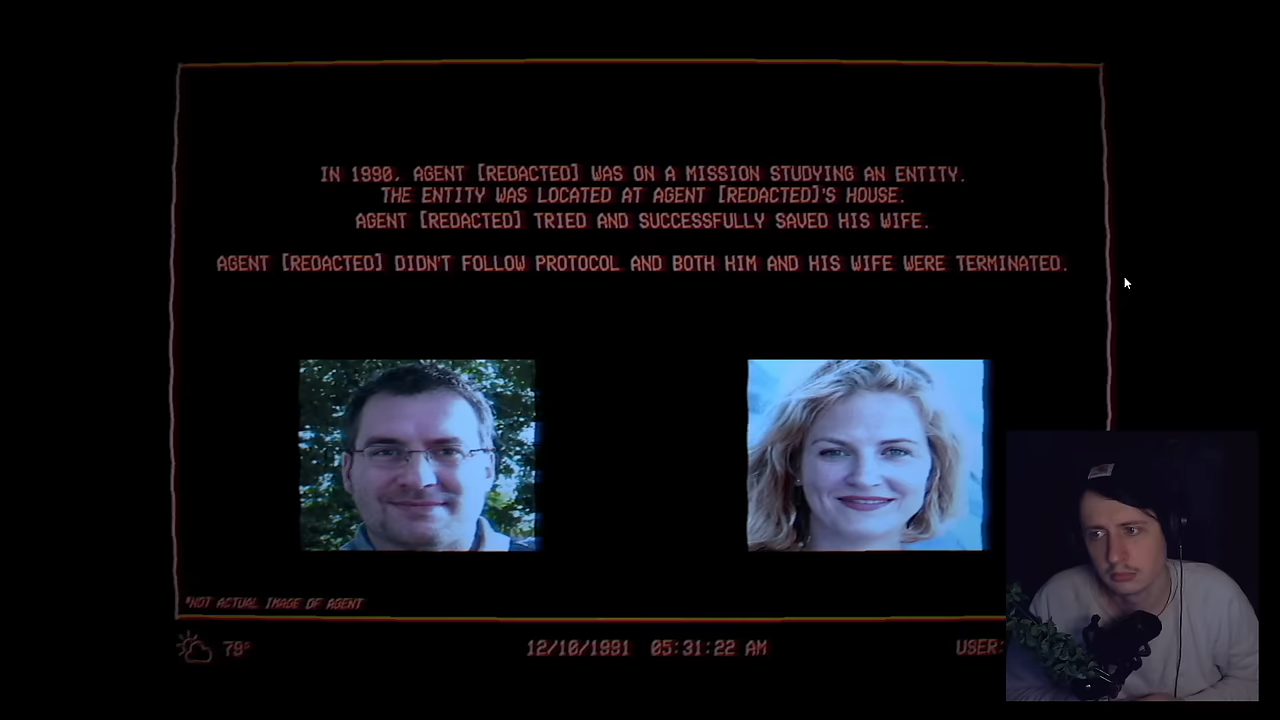 IN 1990, AGENT [REDACTED] WAS ON A MISSION STUDYING AN ENTITY.
THE ENTITY WAS LOCATED AT AGENT [REDACTED]'S HOUSE.
AGENT [REDACTED] TRIED AND SUCCESSFULLY SAVED HIS WIFE.
AGENT [REDACTED] DIDN'T FOLLOW PROTOCOL AND BOTH HIM AND HIS WIFE WERE TERMINATED.
*NOT ACTUAL IMAGE OF AGENT
79° 12/10/1991 05:31:22 AM USER: